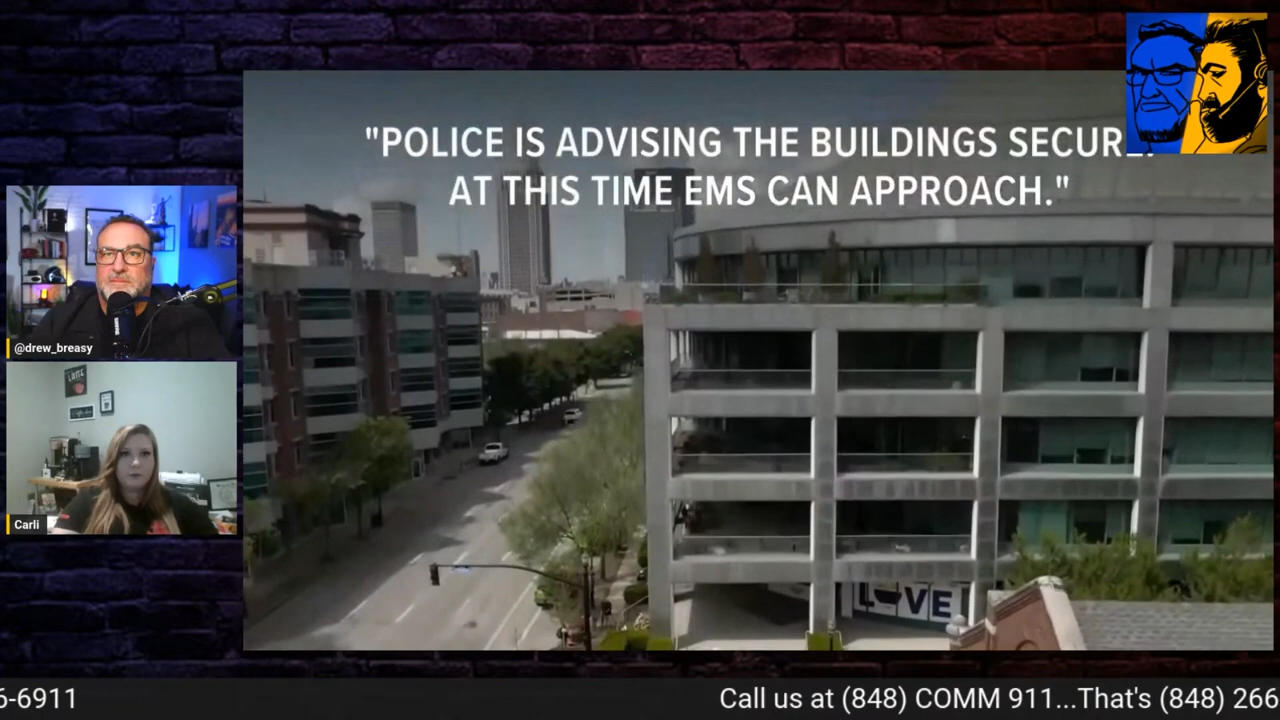 "POLICE IS ADVISING THE BUILDINGS SECURE.
AT THIS TIME EMS CAN APPROACH."
@drew_breasy
Carli
LOVE
6-6911
Call us at (848) COMM 911...That's (848) 266